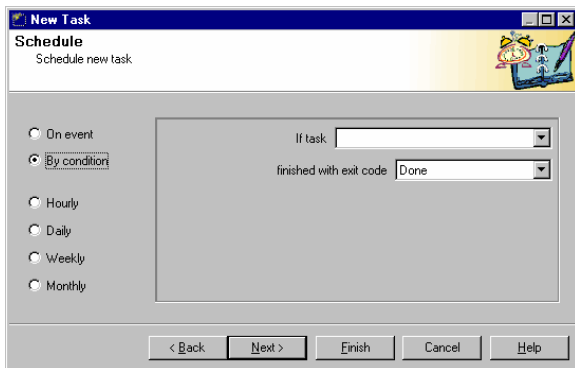 New Task
Schedule
Schedule new task
On event
By condition
Hourly
Daily
Weekly
Monthly
If task
finished with exit code Done
< Back Next > Finish Cancel Help